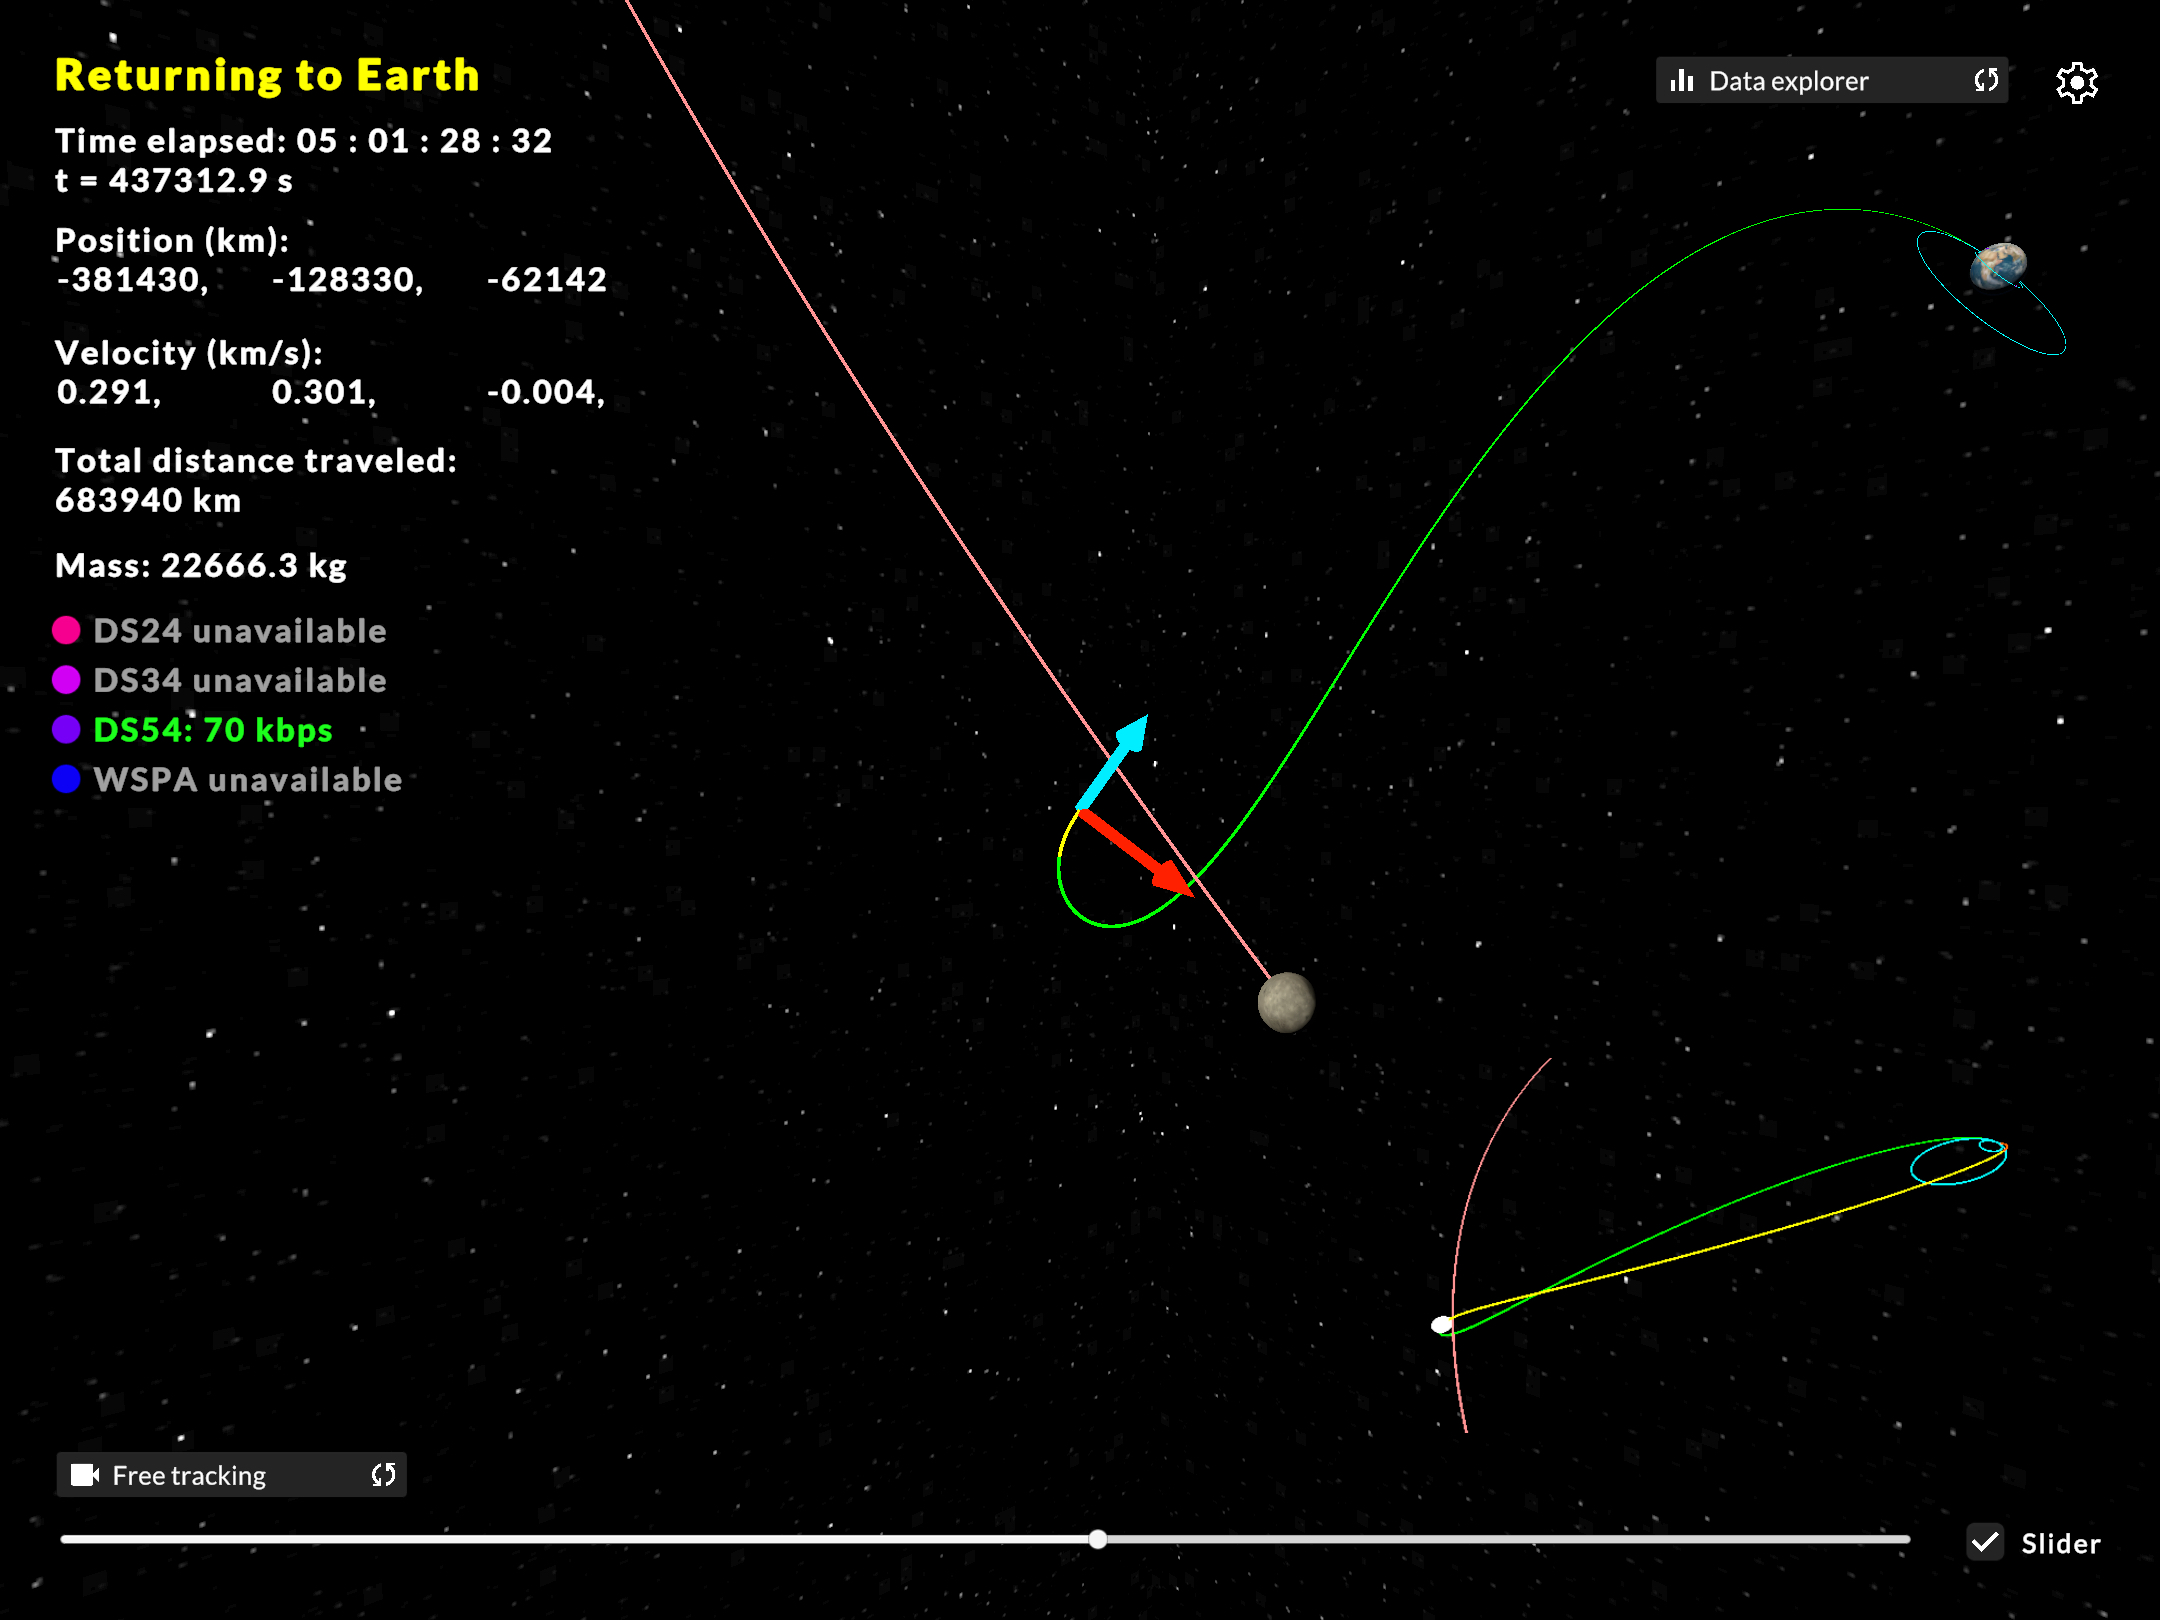 Returning to Earth
Data explorer
Time elapsed: 05 : 01 : 28 : 32
t = 437312.9 s
Position (km):
-381430, -128330, -62142
Velocity (km/s):
0.291, 0.301, -0.004,
Total distance traveled:
683940 km
Mass: 22666.3 kg
DS24 unavailable
DS34 unavailable
DS54: 70 kbps
WSPA unavailable
Free tracking
Slider